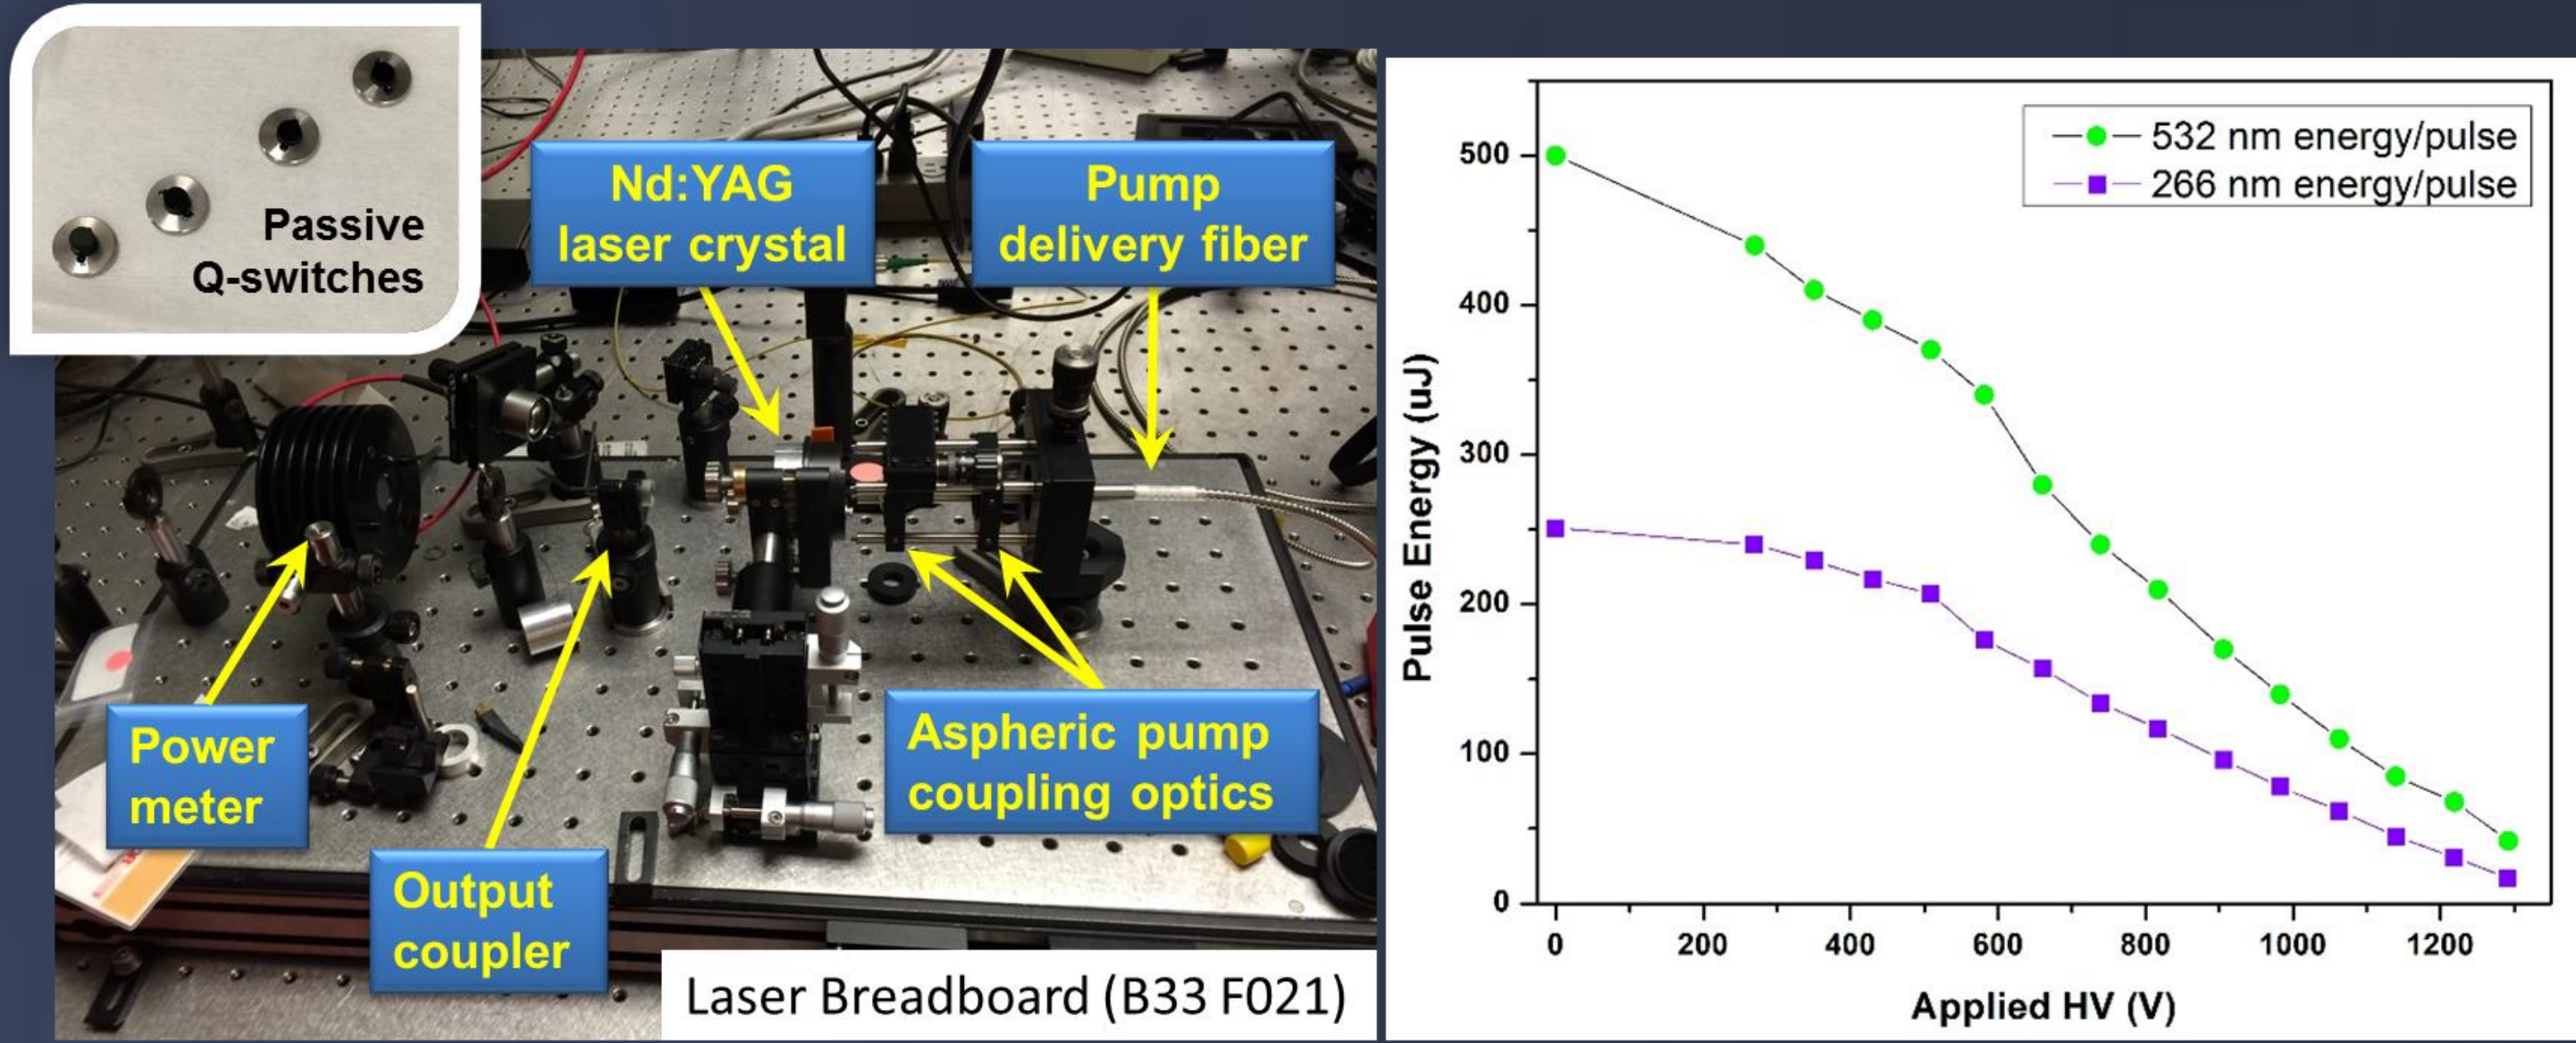 Passive
Q-switches
Nd:YAG
laser crystal
Pump
delivery fiber
Power
meter
Output
coupler
Aspheric pump
coupling optics
Laser Breadboard (B33 F021)
532 nm energy/pulse
266 nm energy/pulse
Pulse Energy (uJ)
500
400
300
200
100
0
0 200 400 600 800 1000 1200
Applied HV (V)